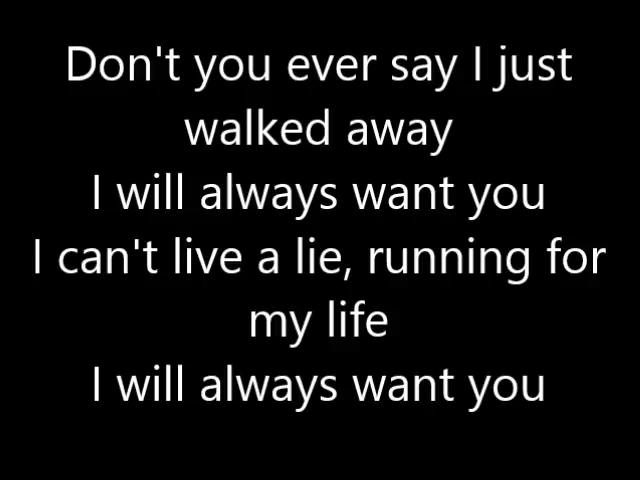 Don't you ever say I just
walked away
I will always want you
I can't live a lie, running for
my life
I will always want you